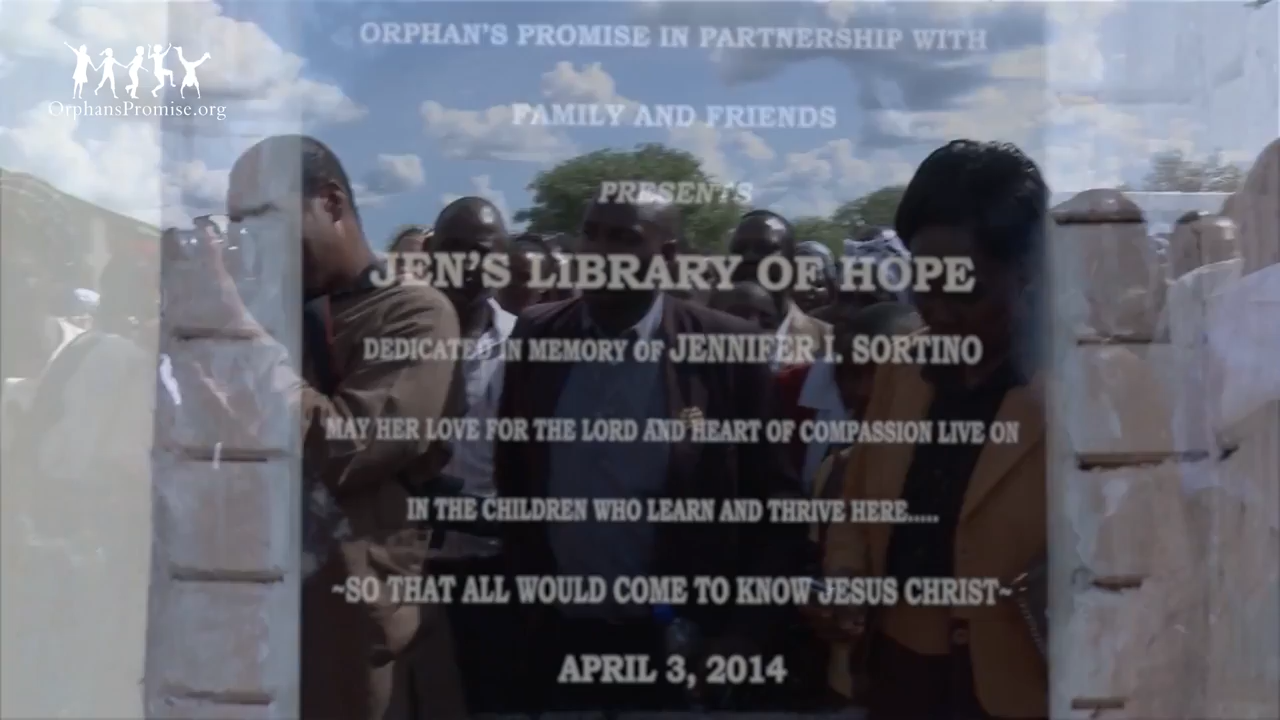 OrphansPromise.org
ORPHAN'S PROMISE IN PARTNERSHIP WITH
FAMILY AND FRIENDS
PRESENTS
JEN'S LIBRARY OF HOPE
DEDICATED IN MEMORY OF JENNIFER I. SORTINO
MAY HER LOVE FOR THE LORD AND HEART OF COMPASSION LIVE ON
IN THE CHILDREN WHO LEARN AND THRIVE HERE.....
~SO THAT ALL WOULD COME TO KNOW JESUS CHRIST~
APRIL 3, 2014